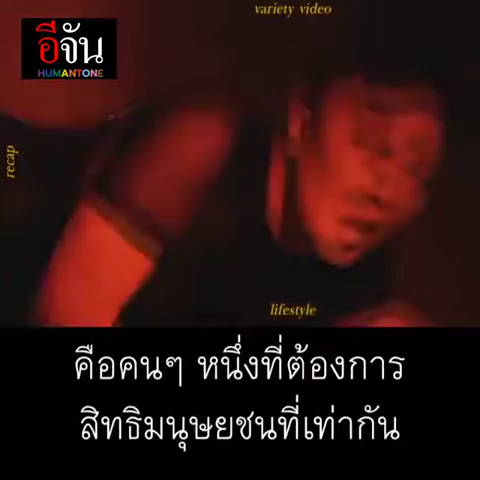 variety video
อีจัน
HUMANTONE
recap
lifestyle
คือคนๆ หนึ่งที่ต้องการ
สิทธิมนุษยชนที่เท่ากัน